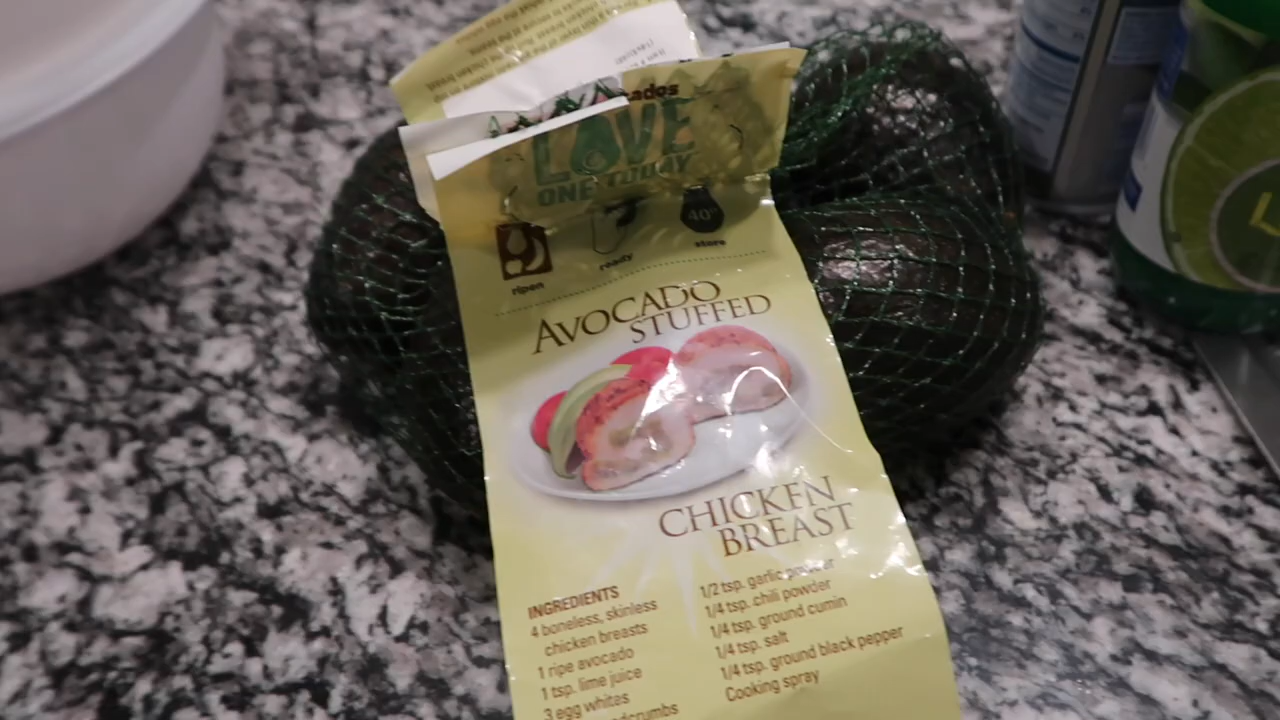 LOVE
ONE TODAY
40°
ripen
ready
store
AVOCADO
STUFFED
CHICKEN
BREAST
INGREDIENTS
4 boneless, skinless
chicken breasts
1 ripe avocado
1 tsp. lime juice
3 egg whites
1/2 tsp. garlic powder
1/4 tsp. chili powder
1/4 tsp. ground cumin
1/4 tsp. salt
1/4 tsp. ground black pepper
Cooking spray